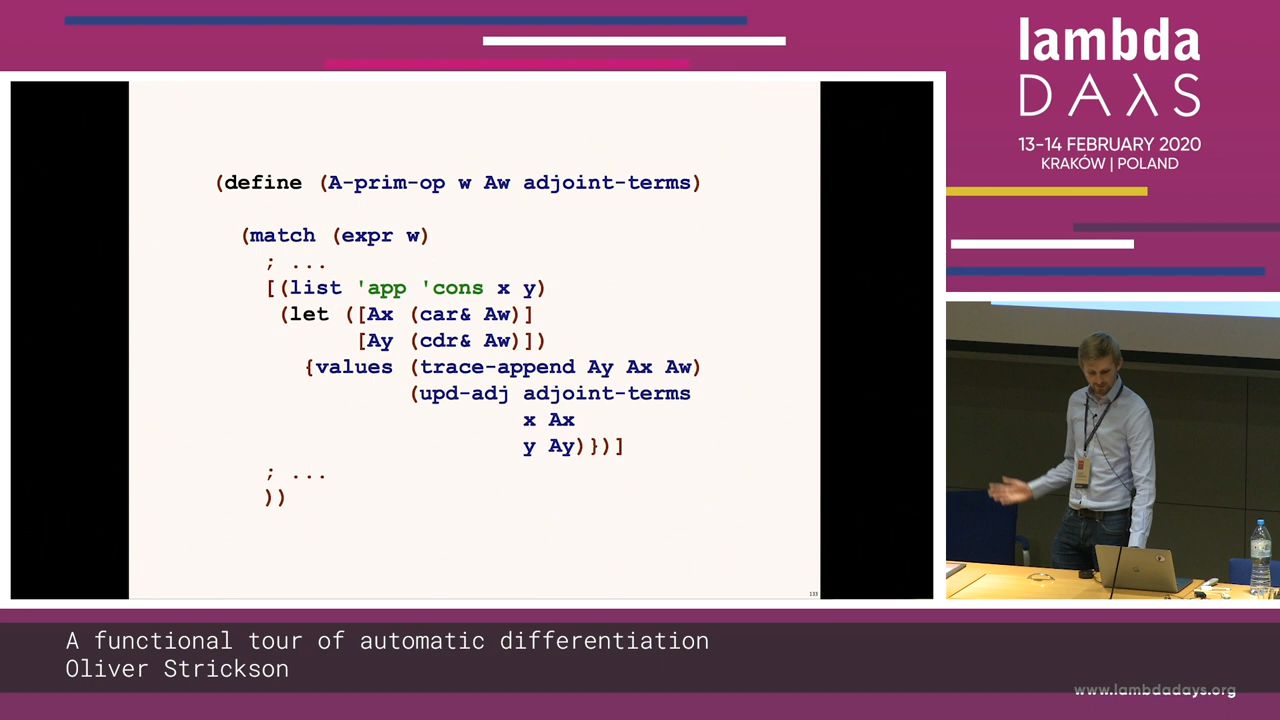 lambda
DAλS
13-14 FEBRUARY 2020
KRAKÓW | POLAND
(define (A-prim-op w Aw adjoint-terms)
(match (expr w)
; ...
[(list 'app 'cons x y)
(let ([Ax (car& Aw)]
[Ay (cdr& Aw)])
{values (trace-append Ay Ax Aw)
(upd-adj adjoint-terms
x Ax
y Ay)})]
; ...
))
133
A functional tour of automatic differentiation
Oliver Strickson
www.lambdadays.org